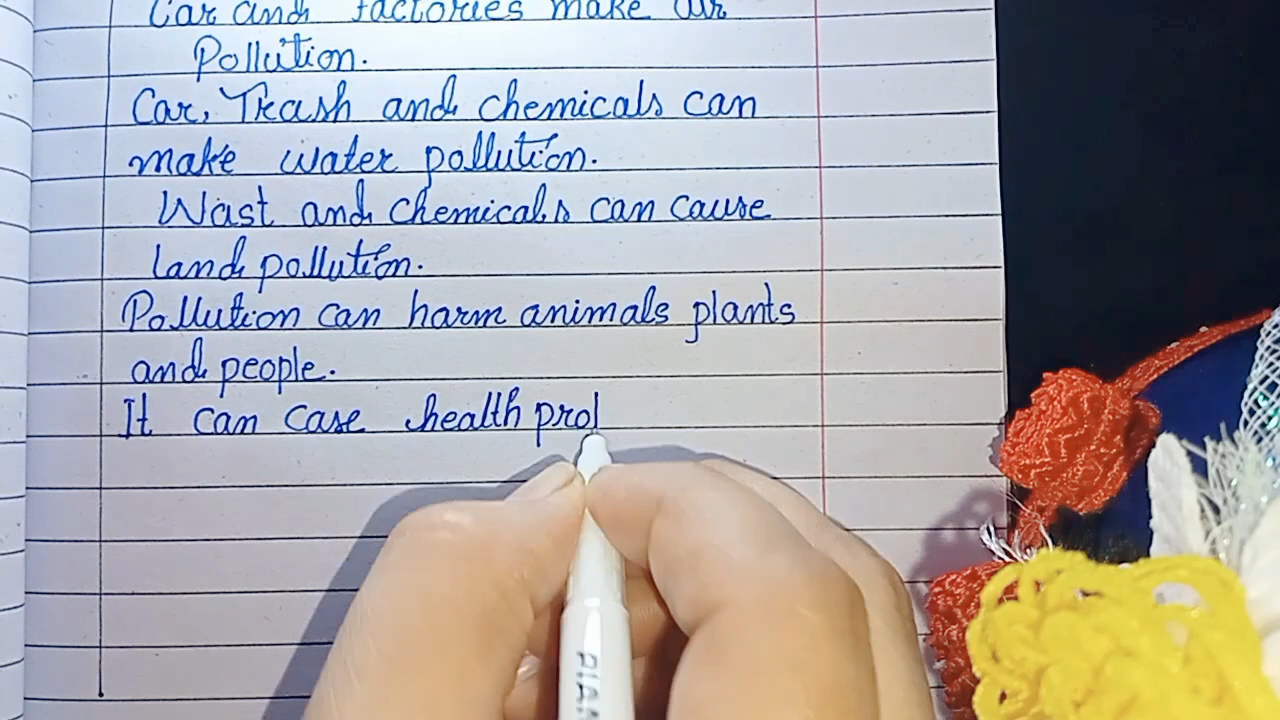 Car and factories make air
Pollution.
Car, Trash and chemicals can
make water pollution.
Wast and chemicals can cause
land pollution.
Pollution can harm animals plants
and people.
It can case health prol
PIAN